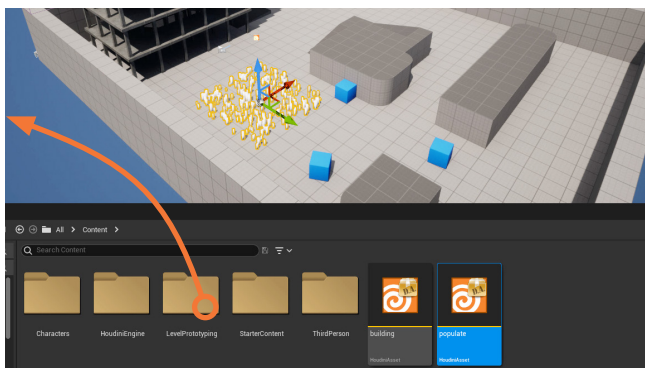 All > Content >
Search Content
Characters HoudiniEngine LevelPrototyping StarterContent ThirdPerson building populate
HoudiniAsset HoudiniAsset